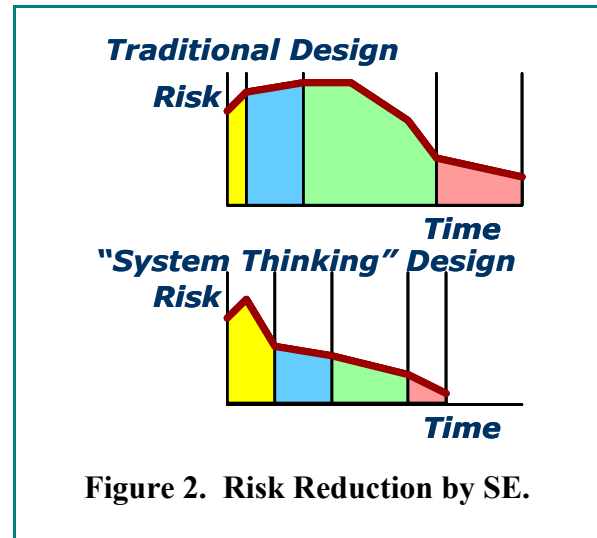 Traditional Design
Risk
Time
“System Thinking” Design
Risk
Time
Figure 2.  Risk Reduction by SE.